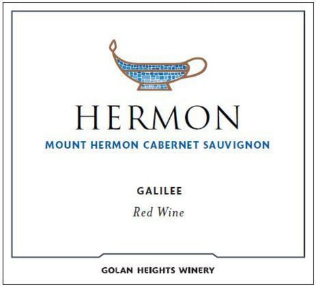 HERMON
MOUNT HERMON CABERNET SAUVIGNON
GALILEE
Red Wine
GOLAN HEIGHTS WINERY